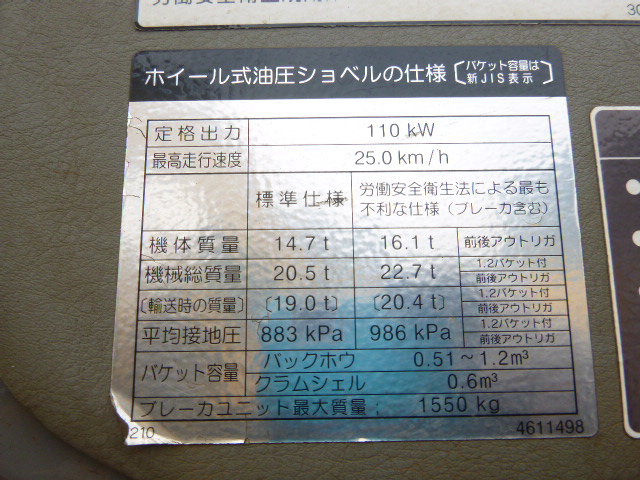 30
ホイール式油圧ショベルの仕様〔バケット容量は
新JIS表示〕
定格出力 110 kW
最高走行速度 25.0 km/h
標準仕様 労働安全衛生法による最も
不利な仕様（ブレーカ含む）
機体質量 14.7 t 16.1 t 前後アウトリガ
機械総質量 20.5 t 22.7 t 1.2バケット付
前後アウトリガ
〔輸送時の質量〕 〔19.0 t〕 〔20.4 t〕 1.2バケット付
前後アウトリガ
平均接地圧 883 kPa 986 kPa 1.2バケット付
前後アウトリガ
バケット容量 バックホウ 0.51～1.2m³
クラムシェル 0.6m³
ブレーカユニット最大質量： 1550 kg
210 4611498